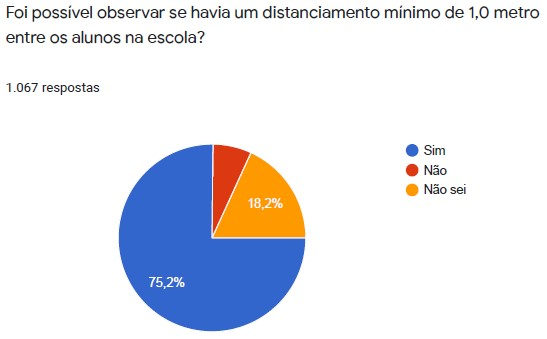 Foi possível observar se havia um distanciamento mínimo de 1,0 metro
entre os alunos na escola?
1.067 respostas
Sim
Não
Não sei
18,2%
75,2%